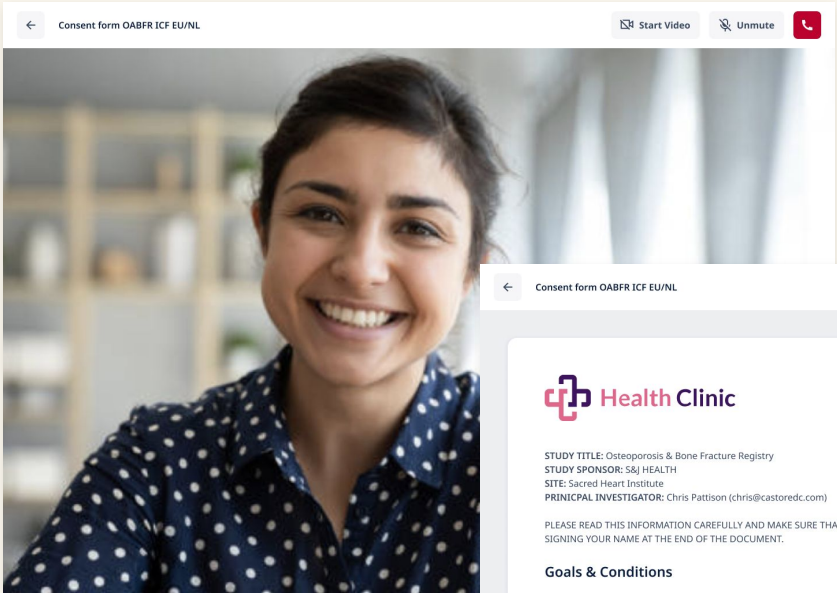 Consent form OABFR ICF EU/NL
Start Video
Unmute
Consent form OABFR ICF EU/NL
Health Clinic
STUDY TITLE: Osteoporosis & Bone Fracture Registry
STUDY SPONSOR: S&J HEALTH
SITE: Sacred Heart Institute
PRINICPAL INVESTIGATOR: Chris Pattison (chris@castoredc.com)
PLEASE READ THIS INFORMATION CAREFULLY AND MAKE SURE THA
SIGNING YOUR NAME AT THE END OF THE DOCUMENT.
Goals & Conditions